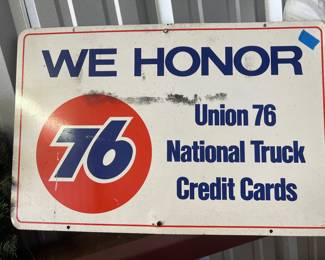 WE HONOR
76
Union 76
National Truck
Credit Cards